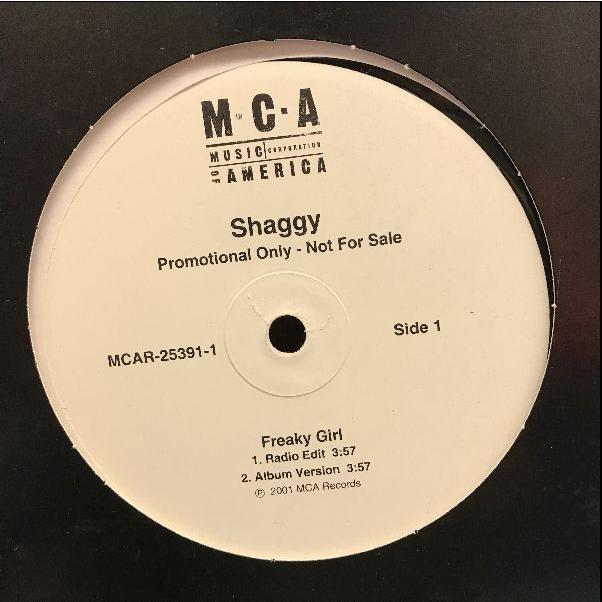 M·C·A
MUSIC CORPORATION
OF AMERICA
Shaggy
Promotional Only - Not For Sale
MCAR-25391-1
Side 1
Freaky Girl
1. Radio Edit 3:57
2. Album Version 3:57
℗ 2001 MCA Records